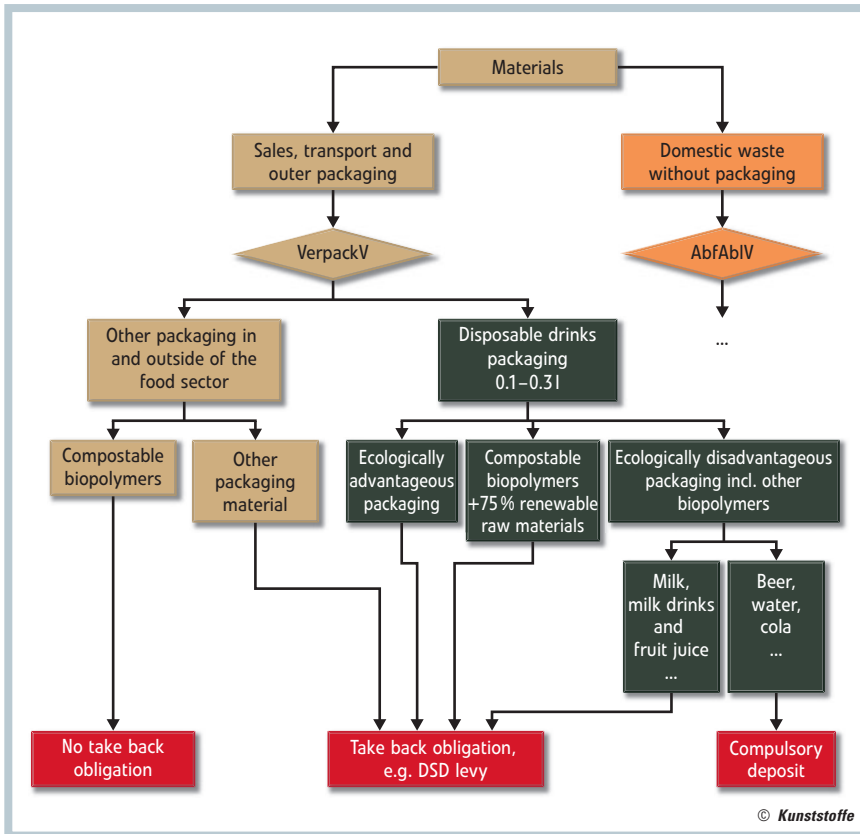 Materials
Sales, transport and
outer packaging
Domestic waste
without packaging
VerpackV
AbfAblV
Other packaging in
and outside of the
food sector
Disposable drinks
packaging
0.1–0.3 l
...
Compostable
biopolymers
Other
packaging
material
Ecologically
advantageous
packaging
Compostable
biopolymers
+75 % renewable
raw materials
Ecologically disadvantageous
packaging incl. other
biopolymers
Milk,
milk drinks
and
fruit juice
...
Beer,
water,
cola
...
No take back
obligation
Take back obligation,
e.g. DSD levy
Compulsory
deposit
© Kunststoffe